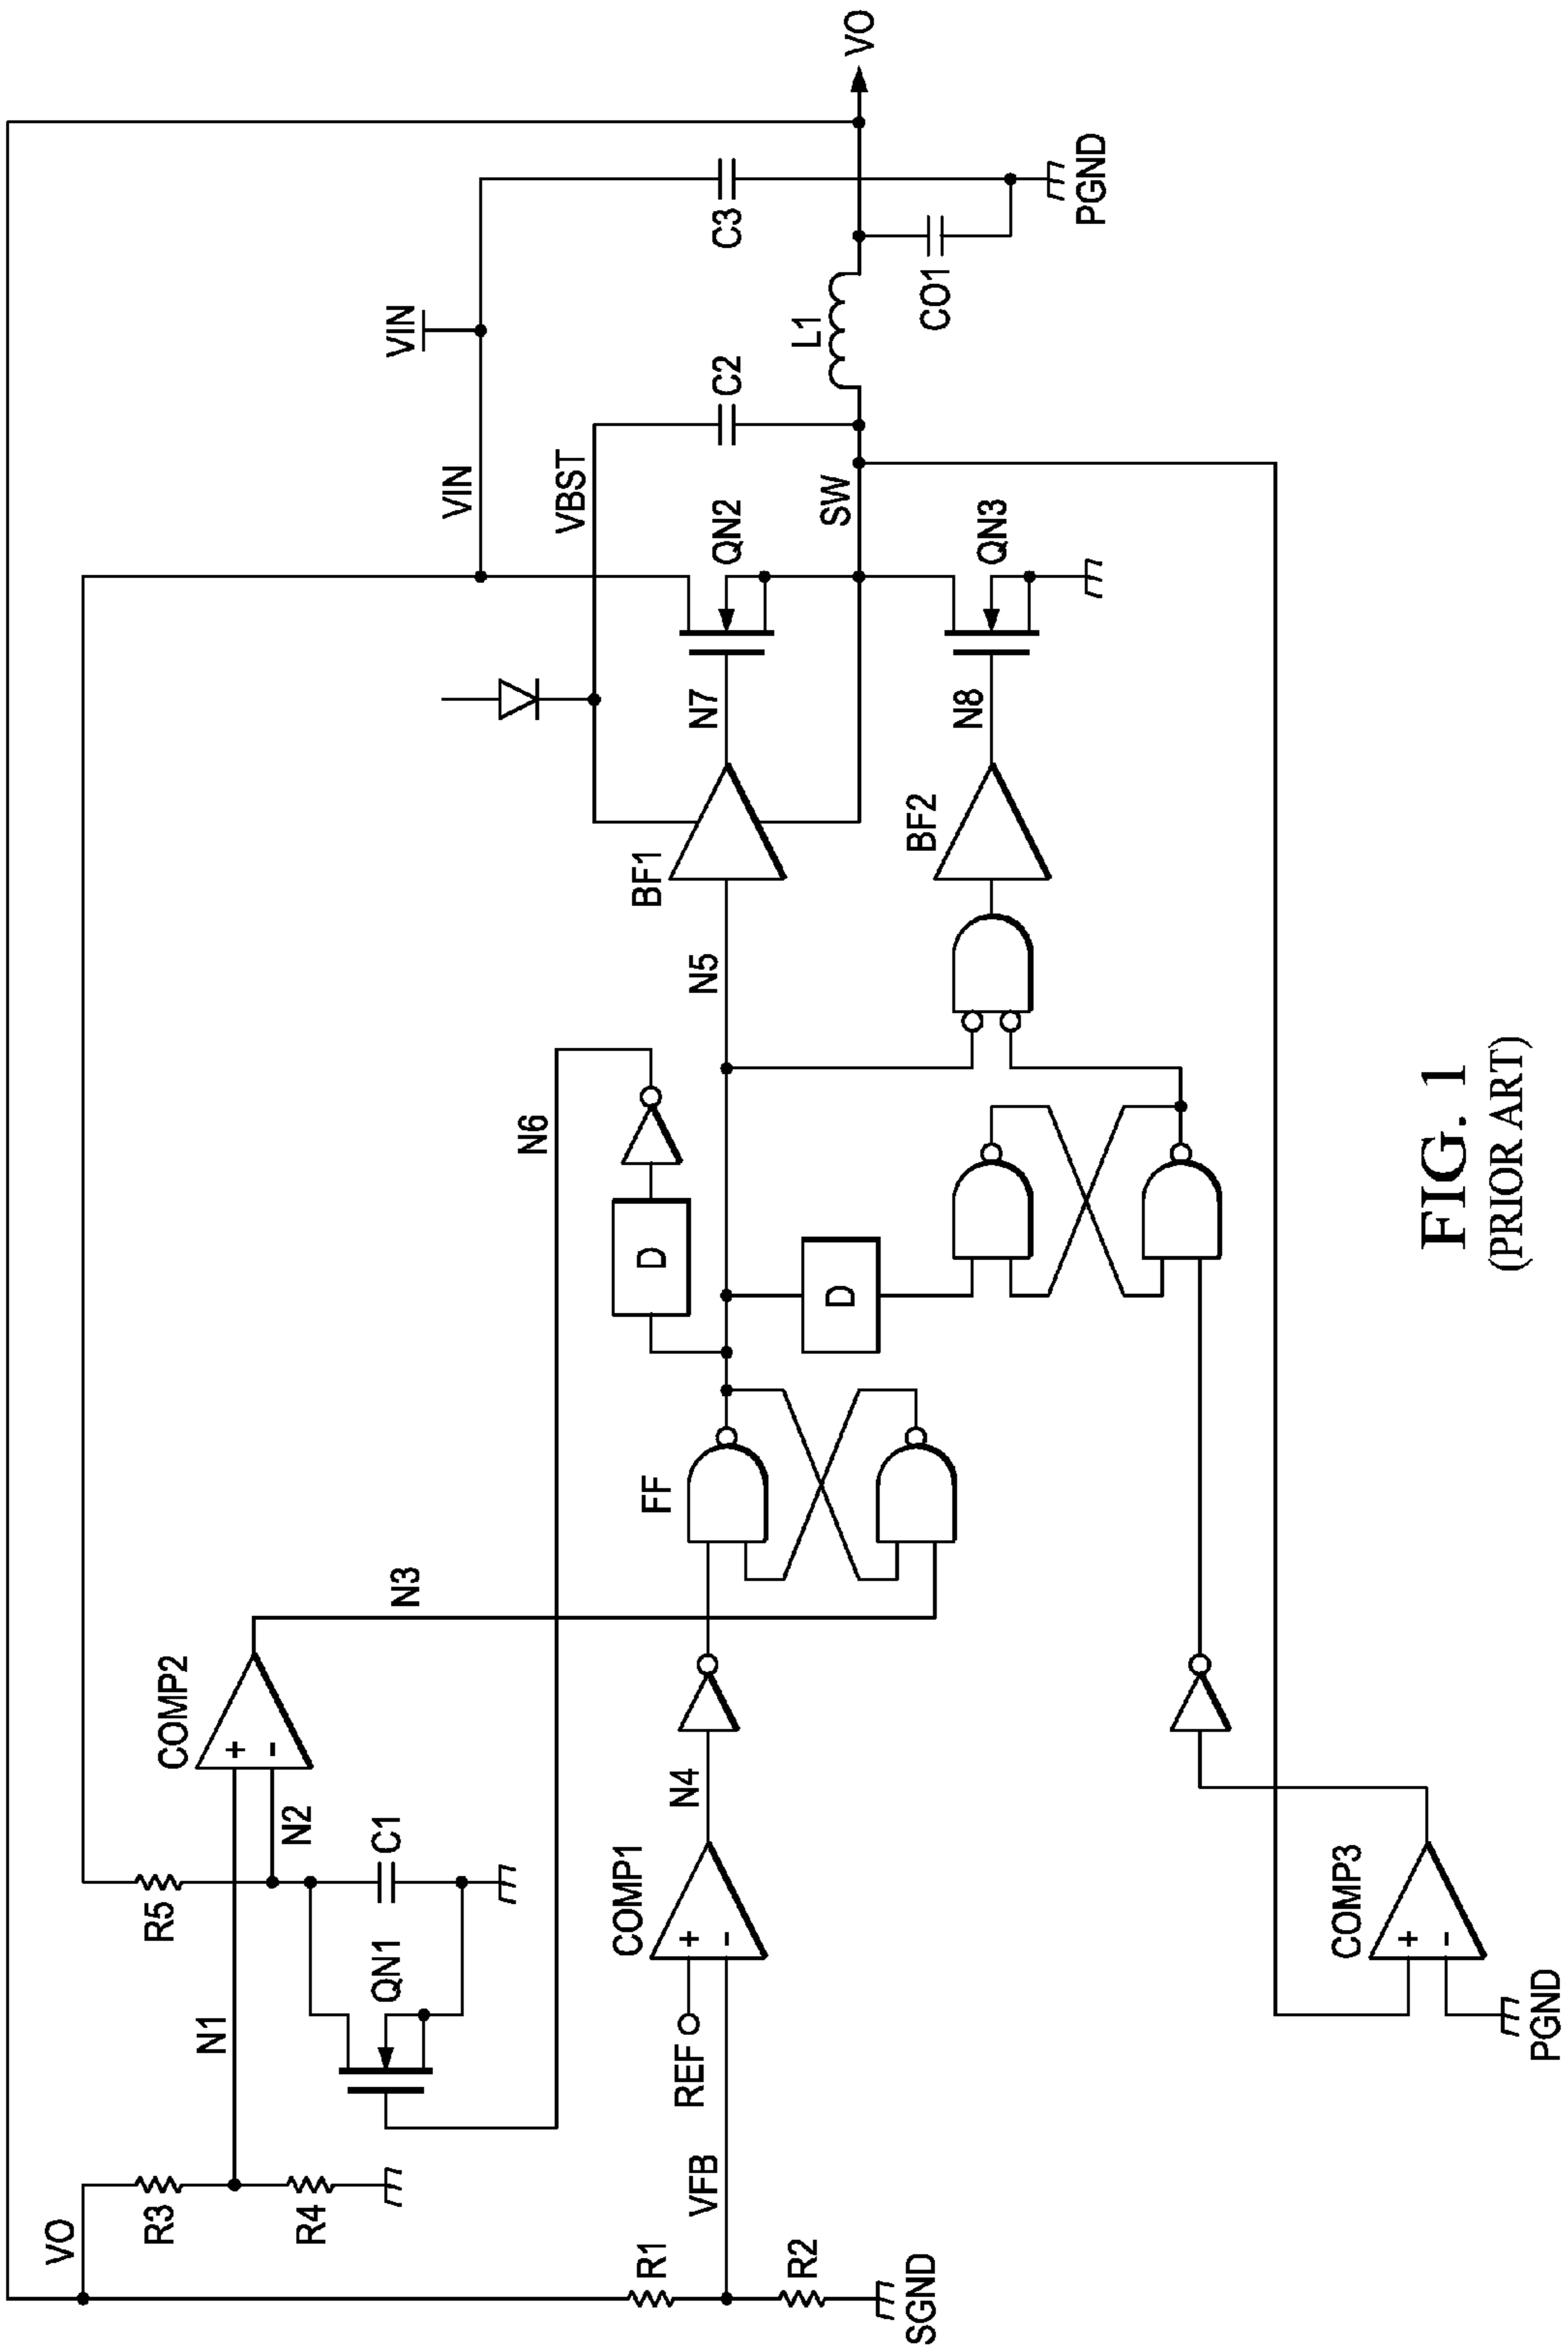 VO
R3
R4
R1
R2
SGND
VFB
REF
N1
QN1
R5
C1
N2
+
-
COMP2
N3
COMP1
+
-
N4
FF
D
N6
D
N5
BF1
N7
BF2
N8
VBST
VIN
VIN
QN2
SW
QN3
C2
L1
C3
CO1
PGND
VO
COMP3
+
-
PGND
FIG. 1
(PRIOR ART)